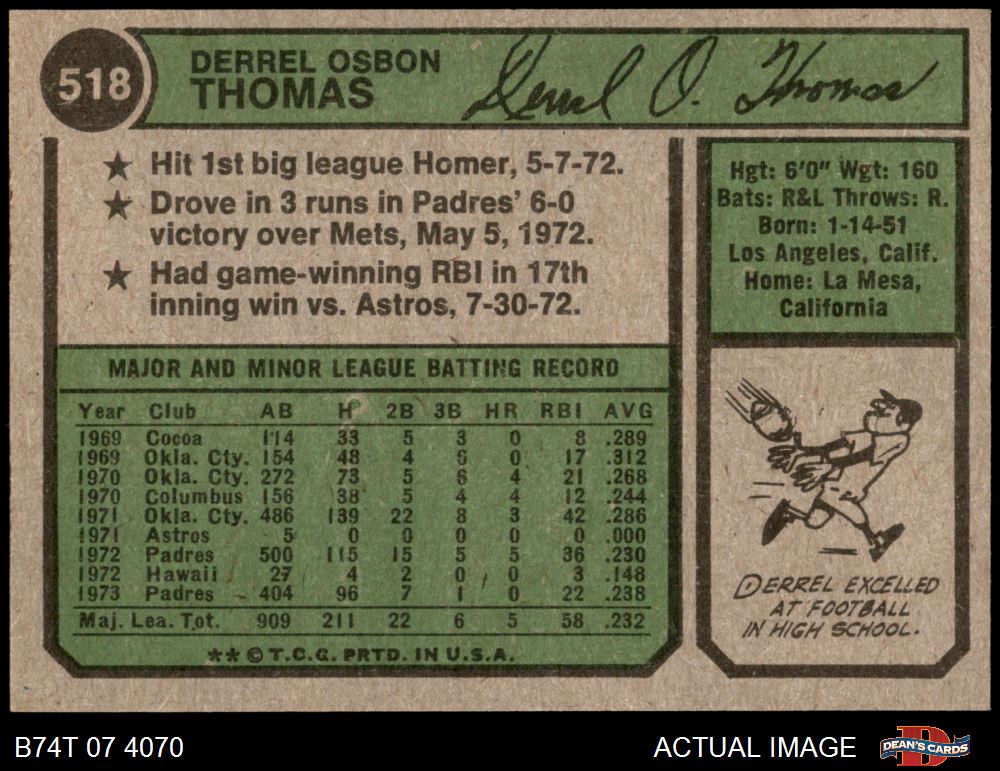 518
DERREL OSBON
THOMAS
Derrel O. Thomas
★ Hit 1st big league Homer, 5-7-72.
★ Drove in 3 runs in Padres' 6-0
victory over Mets, May 5, 1972.
★ Had game-winning RBI in 17th
inning win vs. Astros, 7-30-72.
Hgt: 6'0" Wgt: 160
Bats: R&L Throws: R.
Born: 1-14-51
Los Angeles, Calif.
Home: La Mesa,
California
MAJOR AND MINOR LEAGUE BATTING RECORD
Year Club AB H 2B 3B HR RBI AVG
1969 Cocoa 114 33 5 3 0 8 .289
1969 Okla. Cty. 154 48 4 0 17 .312
1970 Okla. Cty. 272 73 5 6 4 21 .268
1970 Columbus 156 38 5 4 4 12 .244
1971 Okla. Cty. 486 139 22 8 3 42 .286
1971 Astros 5 0 0 0 0 0 .000
1972 Padres 500 115 15 5 5 36 .230
1972 Hawaii 27 4 2 0 0 3 .148
1973 Padres 404 96 7 1 0 22 .238
Maj. Lea. Tot. 909 211 22 6 5 58 .232
** © T.C.G. PRTD. IN U.S.A.
DERREL EXCELLED
AT FOOTBALL
IN HIGH SCHOOL.
B74T 07 4070
ACTUAL IMAGE
DEAN'S CARDS